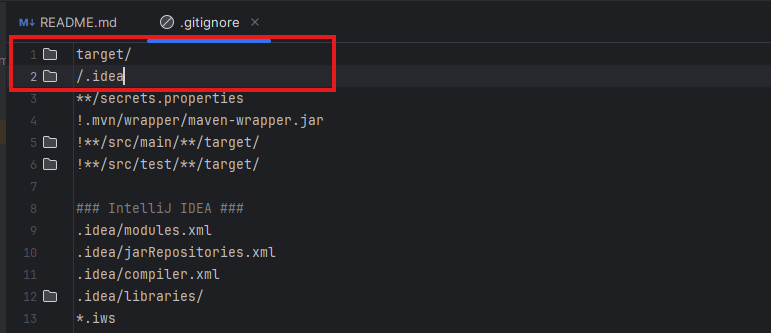 M↓ README.md .gitignore ×
1 target/
2 /.idea
3 **/secrets.properties
4 !.mvn/wrapper/maven-wrapper.jar
5 !**/src/main/**/target/
6 !**/src/test/**/target/
7
8 ### IntelliJ IDEA ###
9 .idea/modules.xml
10 .idea/jarRepositories.xml
11 .idea/compiler.xml
12 .idea/libraries/
13 *.iws